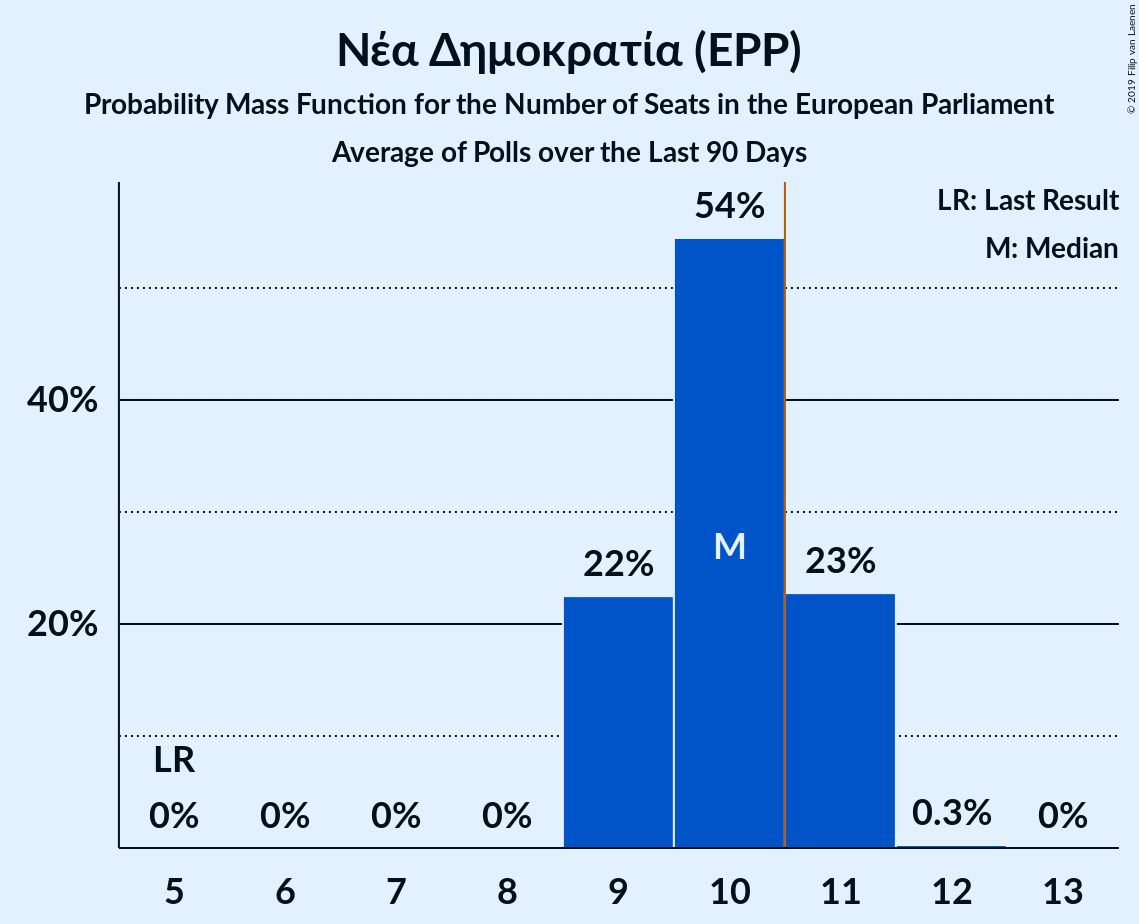 Νέα Δημοκρατία (EPP)
Probability Mass Function for the Number of Seats in the European Parliament
Average of Polls over the Last 90 Days
© 2019 Filip van Laenen
LR: Last Result
M: Median
54%
40%
M
22%
23%
20%
LR
0%
0%
0%
0%
0.3%
0%
5
6
7
8
9
10
11
12
13